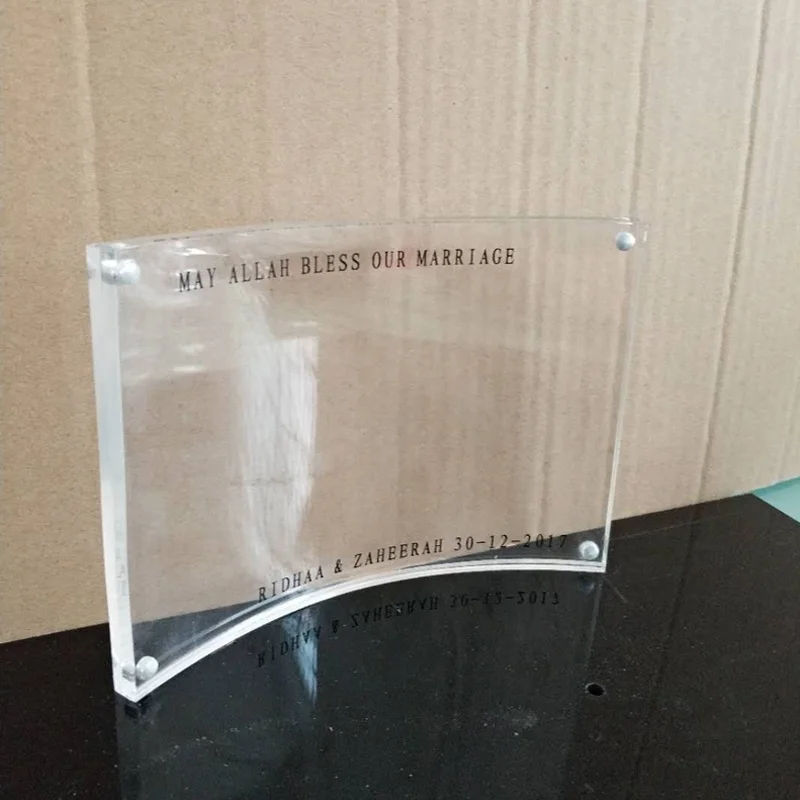 MAY ALLAH BLESS OUR MARRIAGE
RIDHAA & ZAHEERAH 30-12-2017